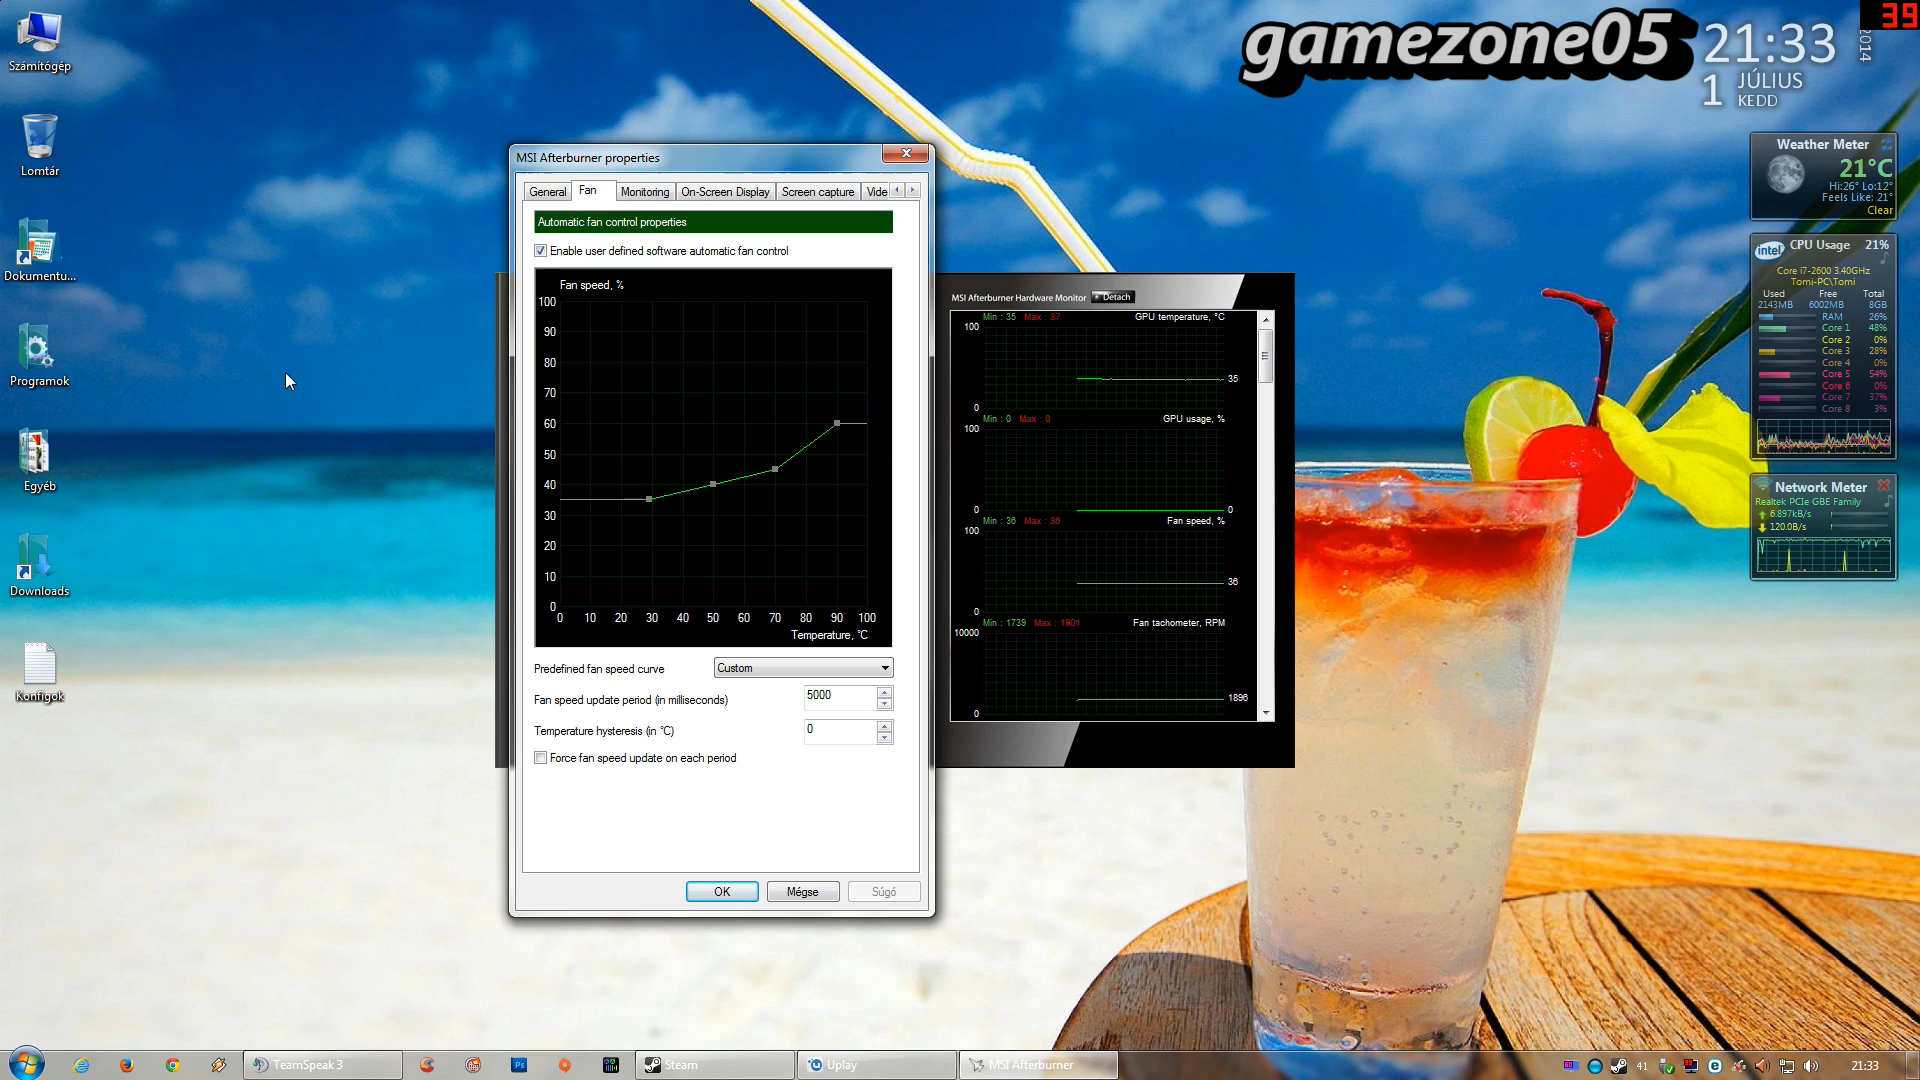 Számítógép
Lomtár
Dokumentu...
Programok
Egyéb
Downloads
Konfigok
gamezone05
21:33
2014
1
JÚLIUS
KEDD
39
MSI Afterburner properties
General
Fan
Monitoring
On-Screen Display
Screen capture
Vide
Automatic fan control properties
Enable user defined software automatic fan control
Fan speed, %
100
90
80
70
60
50
40
30
20
10
0
0 10 20 30 40 50 60 70 80 90 100
Temperature, °C
Predefined fan speed curve
Custom
Fan speed update period (in milliseconds)
5000
Temperature hysteresis (in °C)
0
Force fan speed update on each period
OK
Mégse
Súgó
MSI Afterburner Hardware Monitor
Detach
Min : 35 Max : 37 GPU temperature, °C
100
35
0
Min : 0 Max : 0 GPU usage, %
100
0
0
Min : 36 Max : 36 Fan speed, %
100
36
0
Min : 1739 Max : 1901 Fan tachometer, RPM
10000
1896
0
Weather Meter
21°C
Hi:26° Lo:12°
Feels Like: 21°
Clear
intel
CPU Usage 21%
Core i7-2600 3.40GHz
Tomi-PC\Tomi
Used Free Total
2143MB 6002MB 8GB
RAM 26%
Core 1 48%
Core 2 0%
Core 3 28%
Core 4 0%
Core 5 54%
Core 6 0%
Core 7 37%
Core 8 3%
Network Meter
Realtek PCIe GBE Family
6.897kB/s
120.0B/s
TeamSpeak 3
Ps
Steam
Uplay
MSI Afterburner
41
21:33